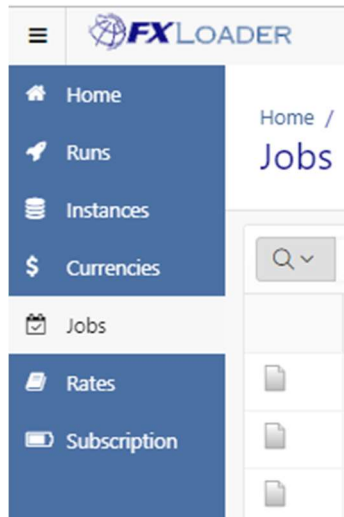 FXLOADER
Home
Runs
Instances
Currencies
Jobs
Rates
Subscription
Home /
Jobs